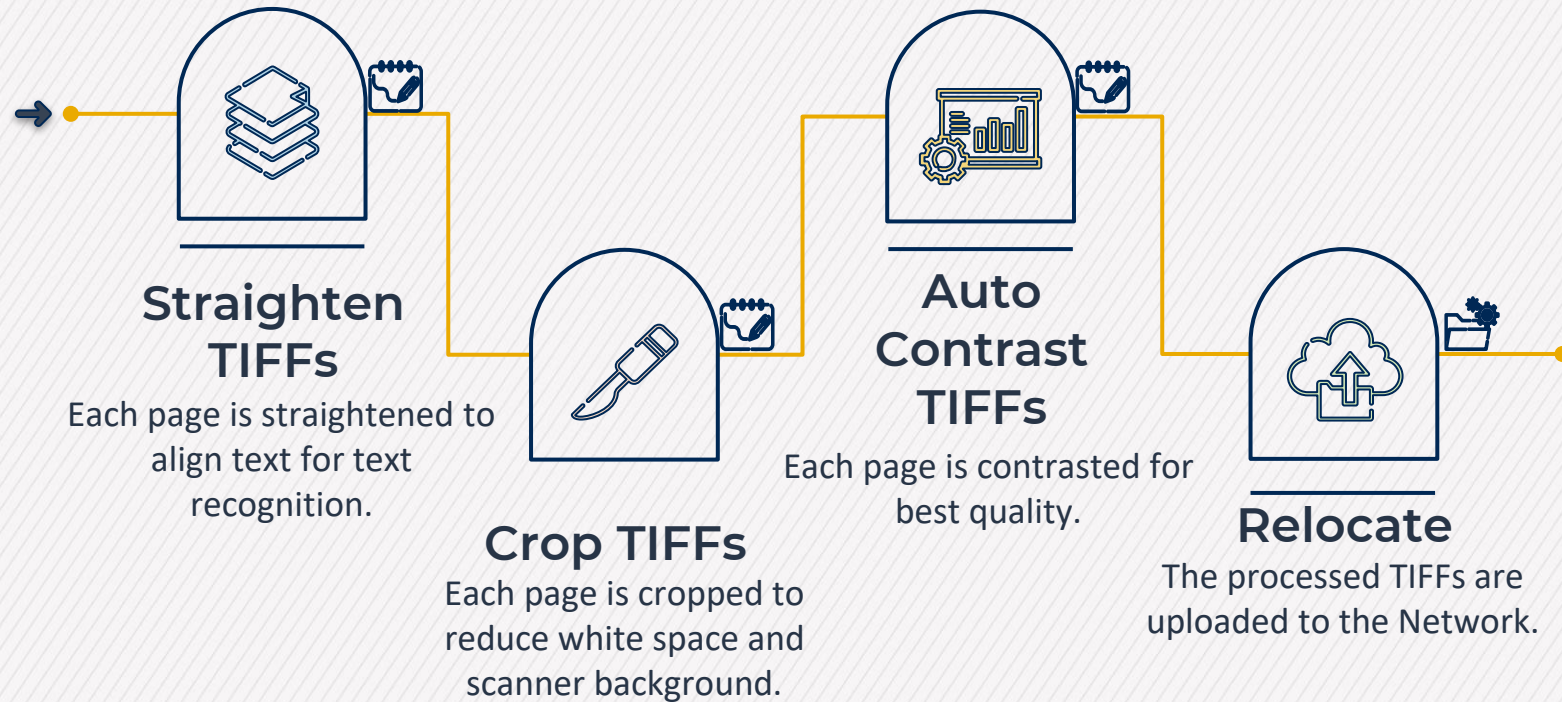 Straighten
TIFFs
Each page is straightened to
align text for text
recognition.
Crop TIFFs
Each page is cropped to
reduce white space and
scanner background.
Auto
Contrast
TIFFs
Each page is contrasted for
best quality.
Relocate
The processed TIFFs are
uploaded to the Network.